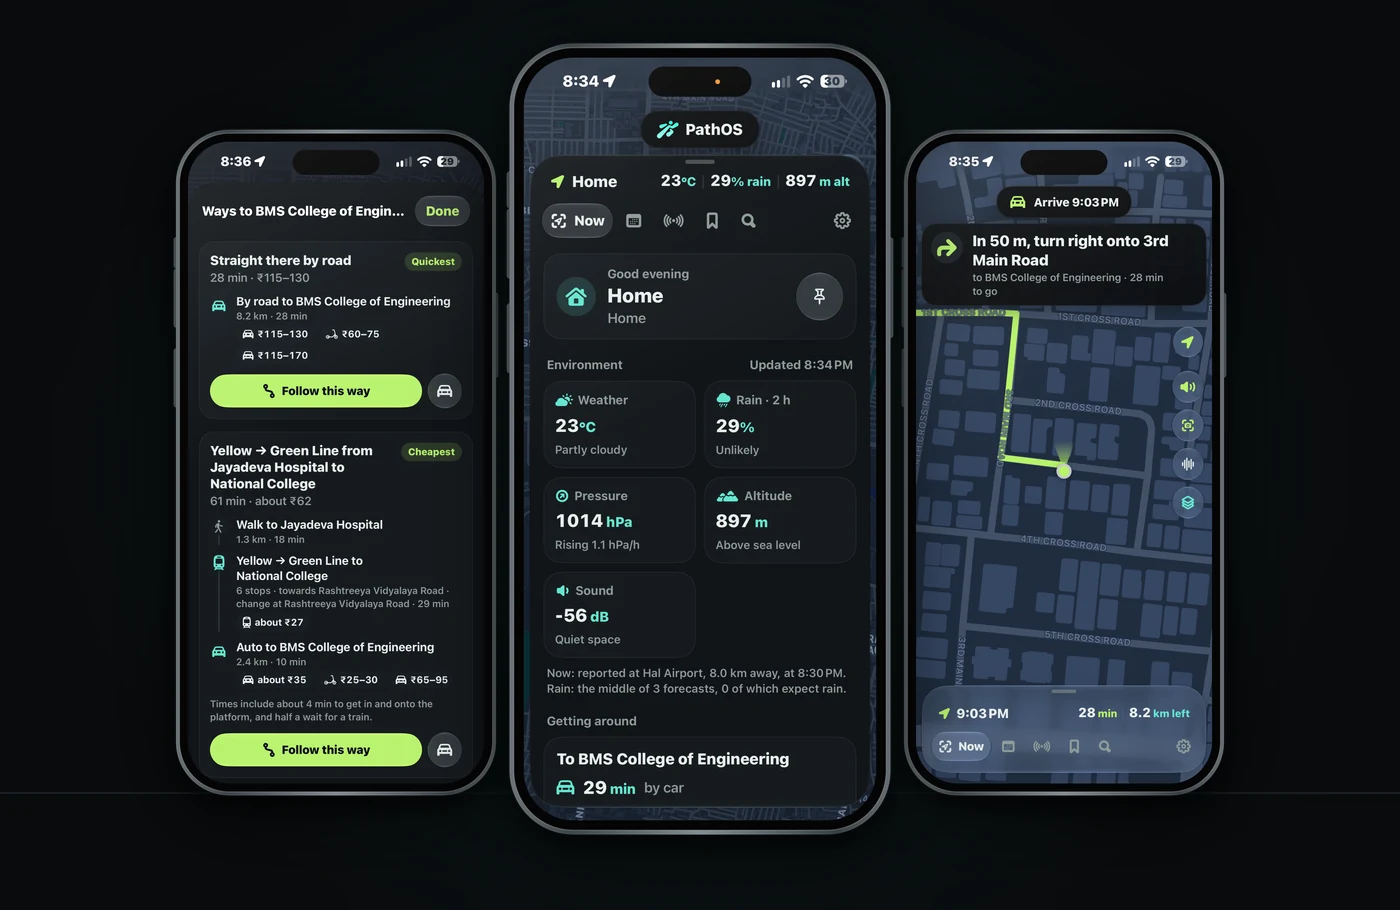 8:36
29
Ways to BMS College of Engin...
Done
Straight there by road
Quickest
28 min · ₹115–130
By road to BMS College of Engineering
8.2 km · 28 min
₹115–130
₹60–75
₹115–170
Follow this way
Yellow → Green Line from
Jayadeva Hospital to
National College
Cheapest
61 min · about ₹62
Walk to Jayadeva Hospital
1.3 km · 18 min
Yellow → Green Line to
National College
6 stops · towards Rashtreeya Vidyalaya Road ·
change at Rashtreeya Vidyalaya Road · 29 min
about ₹27
Auto to BMS College of Engineering
2.4 km · 10 min
about ₹35
₹25–30
₹65–95
Times include about 4 min to get in and onto the
platform, and half a wait for a train.
Follow this way
8:34
30
PathOS
Home
23°C
29% rain
897 m alt
Now
Good evening
Home
Home
Environment
Updated 8:34 PM
Weather
23°C
Partly cloudy
Rain · 2 h
29%
Unlikely
Pressure
1014 hPa
Rising 1.1 hPa/h
Altitude
897 m
Above sea level
Sound
-56 dB
Quiet space
Now: reported at Hal Airport, 8.0 km away, at 8:30 PM.
Rain: the middle of 3 forecasts, 0 of which expect rain.
Getting around
To BMS College of Engineering
29 min by car
8:35
29
Arrive 9:03 PM
In 50 m, turn right onto 3rd
Main Road
to BMS College of Engineering · 28 min
to go
1ST CROSS ROAD
1ST CROSS ROAD
2ND CROSS ROAD
4TH CROSS ROAD
5TH CROSS ROAD
3RD MAIN
9:03 PM
28 min
8.2 km left
Now